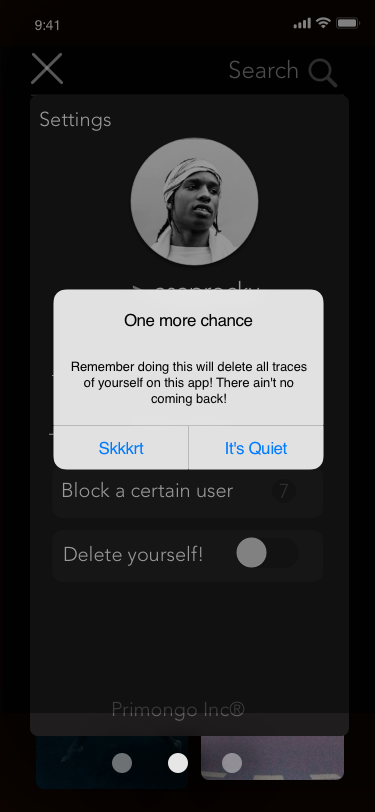 9:41
Search
Settings
One more chance
Remember doing this will delete all traces
of yourself on this app! There ain't no
coming back!
Skkkrt
It's Quiet
Block a certain user 7
Delete yourself!
Primongo Inc®